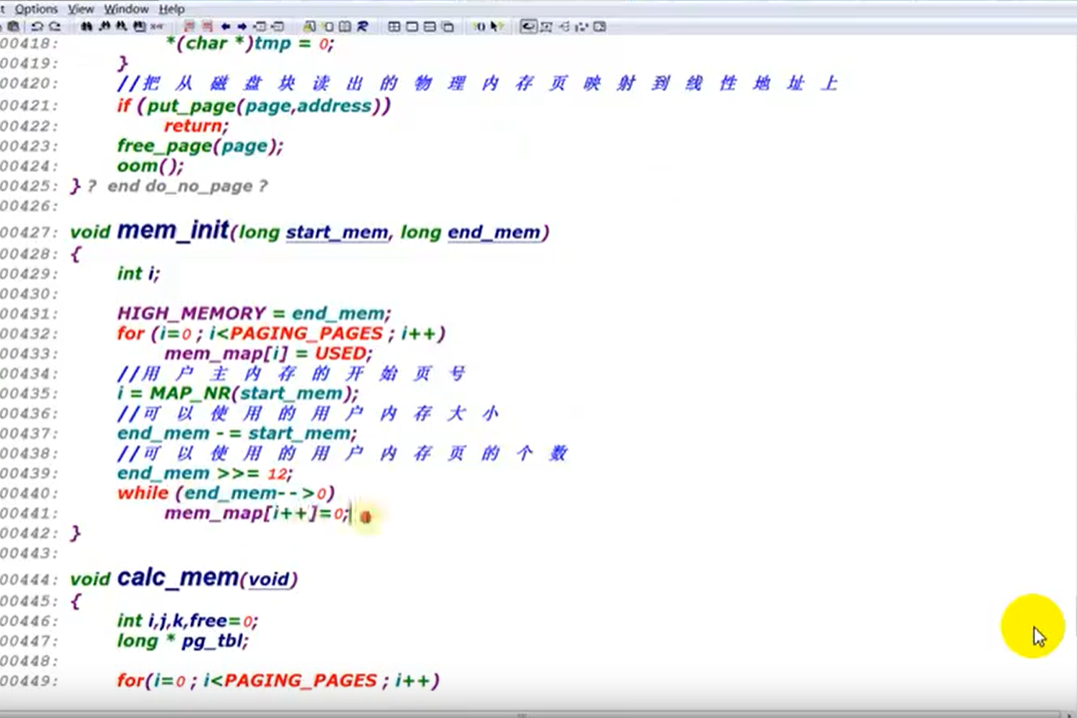 Options View Window Help
00418: *(char *)tmp = 0;
00419: }
00420: //把从磁盘块读出的物理内存页映射到线性地址上
00421: if (put_page(page,address))
00422: return;
00423: free_page(page);
00424: oom();
00425: } ? end do_no_page ?
00426:
00427: void mem_init(long start_mem, long end_mem)
00428: {
00429: int i;
00430:
00431: HIGH_MEMORY = end_mem;
00432: for (i=0 ; i<PAGING_PAGES ; i++)
00433: mem_map[i] = USED;
00434: //用户主内存的开始页号
00435: i = MAP_NR(start_mem);
00436: //可以使用的用户内存大小
00437: end_mem -= start_mem;
00438: //可以使用的用户内存页的个数
00439: end_mem >>= 12;
00440: while (end_mem-->0)
00441: mem_map[i++]=0;
00442: }
00443:
00444: void calc_mem(void)
00445: {
00446: int i,j,k,free=0;
00447: long * pg_tbl;
00448:
00449: for(i=0 ; i<PAGING_PAGES ; i++)